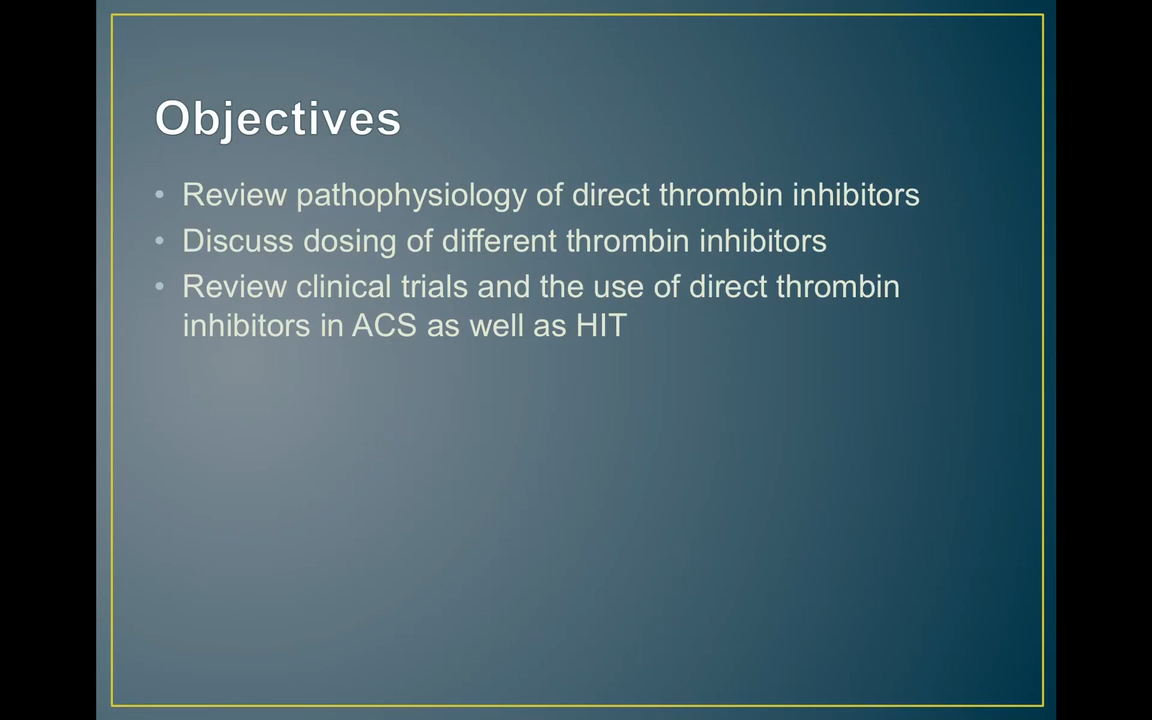 Objectives
• Review pathophysiology of direct thrombin inhibitors
• Discuss dosing of different thrombin inhibitors
• Review clinical trials and the use of direct thrombin
inhibitors in ACS as well as HIT